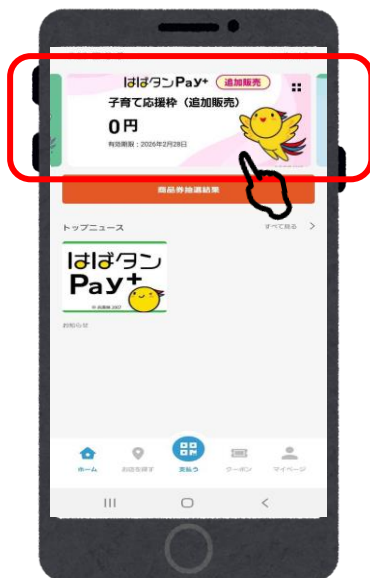 はばタンPay+ 追加販売
子育て応援枠（追加販売）
0円
有効期限：2026年2月28日
商品券抽選結果
トップニュース
すべて見る
はばタン
Pay+
お知らせ
ホーム
お店を探す
支払う
クーポン
マイページ